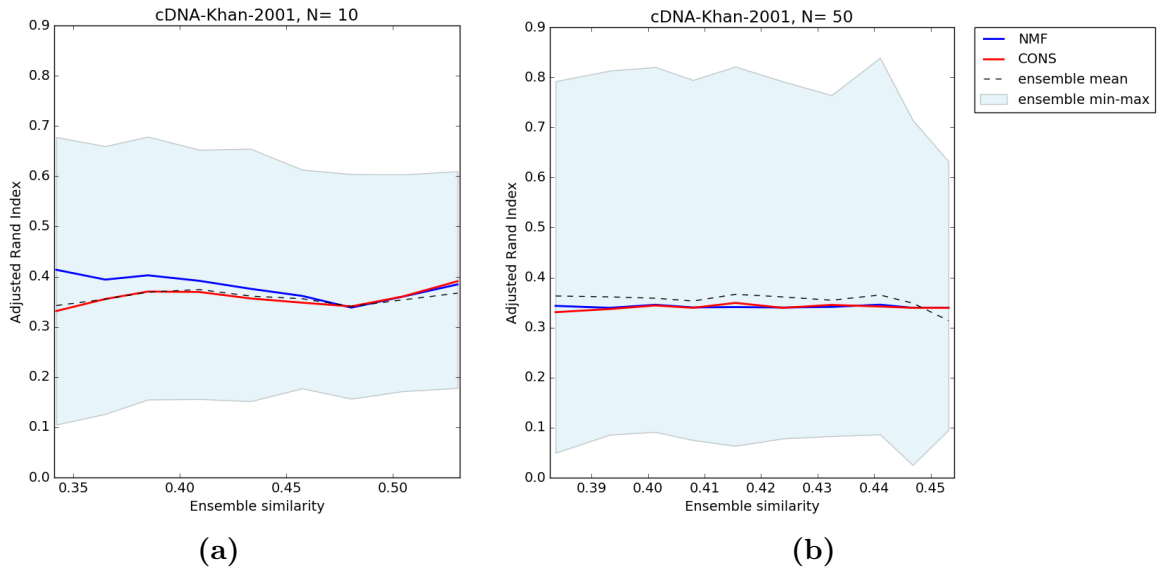 cDNA-Khan-2001, N= 10
0.9
0.8
0.7
0.6
0.5
0.4
0.3
0.2
0.1
0.0
Adjusted Rand Index
0.35 0.40 0.45 0.50
Ensemble similarity
(a)
cDNA-Khan-2001, N= 50
0.9
0.8
0.7
0.6
0.5
0.4
0.3
0.2
0.1
0.0
Adjusted Rand Index
0.39 0.40 0.41 0.42 0.43 0.44 0.45
Ensemble similarity
(b)
NMF
CONS
ensemble mean
ensemble min-max